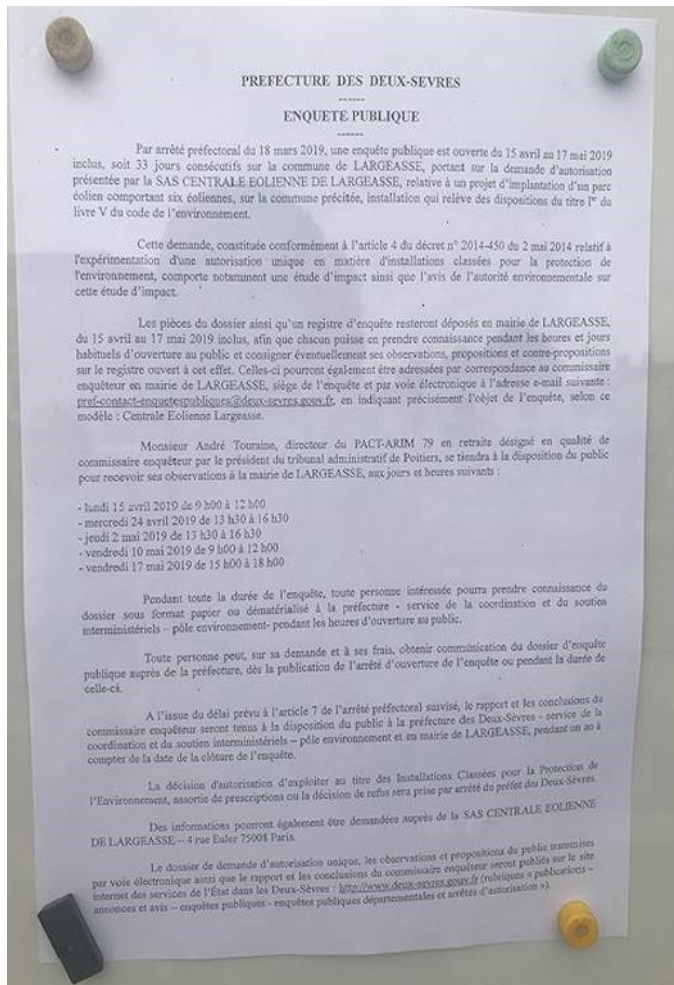 PREFECTURE DES DEUX-SEVRES
------
ENQUETE PUBLIQUE
------
Par arrêté préfectoral du 18 mars 2019, une enquête publique est ouverte du 15 avril au 17 mai 2019
inclus, soit 33 jours consécutifs sur la commune de LARGEASSE, portant sur la demande d'autorisation
présentée par la SAS CENTRALE EOLIENNE DE LARGEASSE, relative à un projet d'implantation d'un parc
éolien comportant six éoliennes, sur la commune précitée, installation qui relève des dispositions du titre Ier du
livre V du code de l'environnement.
Cette demande, constituée conformément à l'article 4 du décret n° 2014-450 du 2 mai 2014 relatif à
l'expérimentation d'une autorisation unique en matière d'installations classées pour la protection de
l'environnement, comporte notamment une étude d'impact ainsi que l'avis de l'autorité environnementale sur
cette étude d'impact.
Les pièces du dossier ainsi qu'un registre d'enquête resteront déposés en mairie de LARGEASSE,
du 15 avril au 17 mai 2019 inclus, afin que chacun puisse en prendre connaissance pendant les heures et jours
habituels d'ouverture au public et consigner éventuellement ses observations, propositions et contre-propositions
sur le registre ouvert à cet effet. Celles-ci pourront également être adressées par correspondance au commissaire
enquêteur en mairie de LARGEASSE, siège de l'enquête et par voie électronique à l'adresse e-mail suivante :
pref-contact-enquetespubliques@deux-sevres.gouv.fr, en indiquant précisément l'objet de l'enquête, selon ce
modèle : Centrale Eolienne Largeasse.
Monsieur André Touraine, directeur du PACT-ARIM 79 en retraite désigné en qualité de
commissaire enquêteur par le président du tribunal administratif de Poitiers, se tiendra à la disposition du public
pour recevoir ses observations à la mairie de LARGEASSE, aux jours et heures suivants :
- lundi 15 avril 2019 de 9 h00 à 12 h00
- mercredi 24 avril 2019 de 13 h30 à 16 h30
- jeudi 2 mai 2019 de 13 h30 à 16 h30
- vendredi 10 mai 2019 de 9 h00 à 12 h00
- vendredi 17 mai 2019 de 15 h00 à 18 h00
Pendant toute la durée de l'enquête, toute personne intéressée pourra prendre connaissance du
dossier sous format papier ou dématérialisé à la préfecture - service de la coordination et du soutien
interministériels – pôle environnement- pendant les heures d'ouverture au public.
Toute personne peut, sur sa demande et à ses frais, obtenir communication du dossier d'enquête
publique auprès de la préfecture, dès la publication de l'arrêté d'ouverture de l'enquête ou pendant la durée de
celle-ci.
A l'issue du délai prévu à l'article 7 de l'arrêté préfectoral susvisé, le rapport et les conclusions du
commissaire enquêteur seront tenus à la disposition du public à la préfecture des Deux-Sèvres - service de la
coordination et du soutien interministériels – pôle environnement et en mairie de LARGEASSE, pendant un an à
compter de la date de la clôture de l'enquête.
La décision d'autorisation d'exploiter au titre des Installations Classées pour la Protection de
l'Environnement, assortie de prescriptions ou la décision de refus sera prise par arrêté du préfet des Deux-Sèvres.
Des informations pourront également être demandées auprès de la SAS CENTRALE EOLIENNE
DE LARGEASSE – 4 rue Euler 75008 Paris.
Le dossier de demande d'autorisation unique, les observations et propositions du public transmises
par voie électronique ainsi que le rapport et les conclusions du commissaire enquêteur seront publiés sur le site
internet des services de l'État dans les Deux-Sèvres : http://www.deux-sevres.gouv.fr (rubriques « publications –
annonces et avis – enquêtes publiques - enquêtes publiques départementales et arrêtés d'autorisation »).